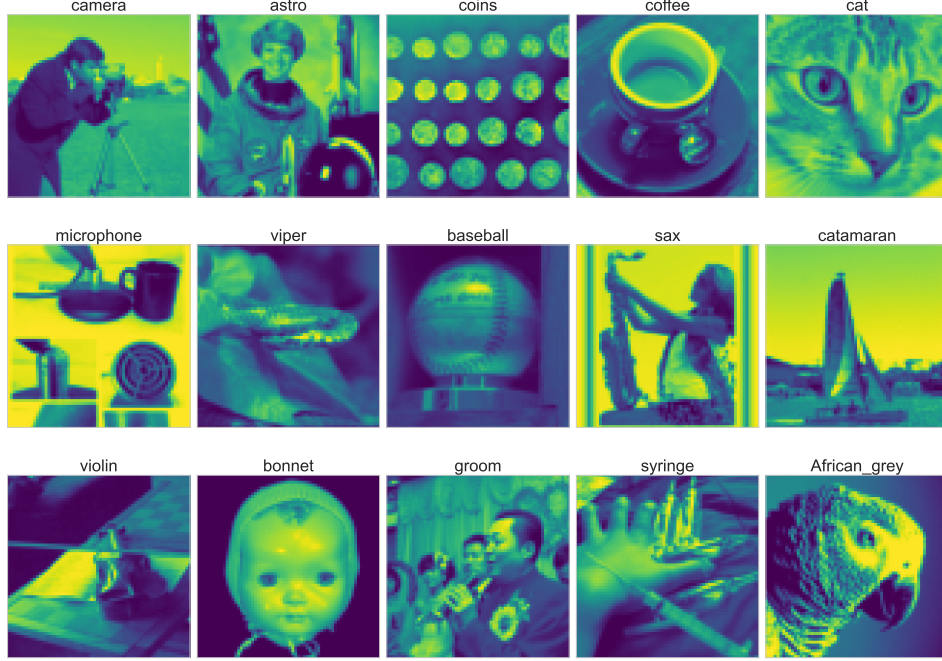 camera
astro
coins
coffee
cat
microphone
viper
baseball
sax
catamaran
violin
bonnet
groom
syringe
African_grey